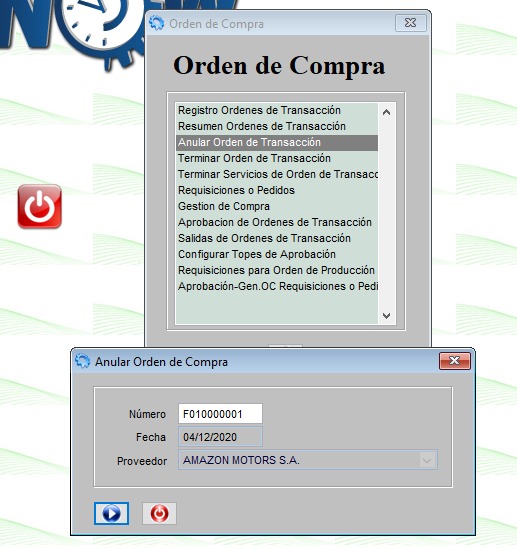 NOW
Orden de Compra
Orden de Compra
Registro Ordenes de Transacción
Resumen Ordenes de Transacción
Anular Orden de Transacción
Terminar Orden de Transacción
Terminar Servicios de Orden de Transacc
Requisiciones o Pedidos
Gestion de Compra
Aprobacion de Ordenes de Transacción
Salidas de Ordenes de Transacción
Configurar Topes de Aprobación
Requisiciones para Orden de Producción
Aprobación-Gen.OC Requisiciones o Pedi
Anular Orden de Compra
Número F010000001
Fecha 04/12/2020
Proveedor AMAZON MOTORS S.A.